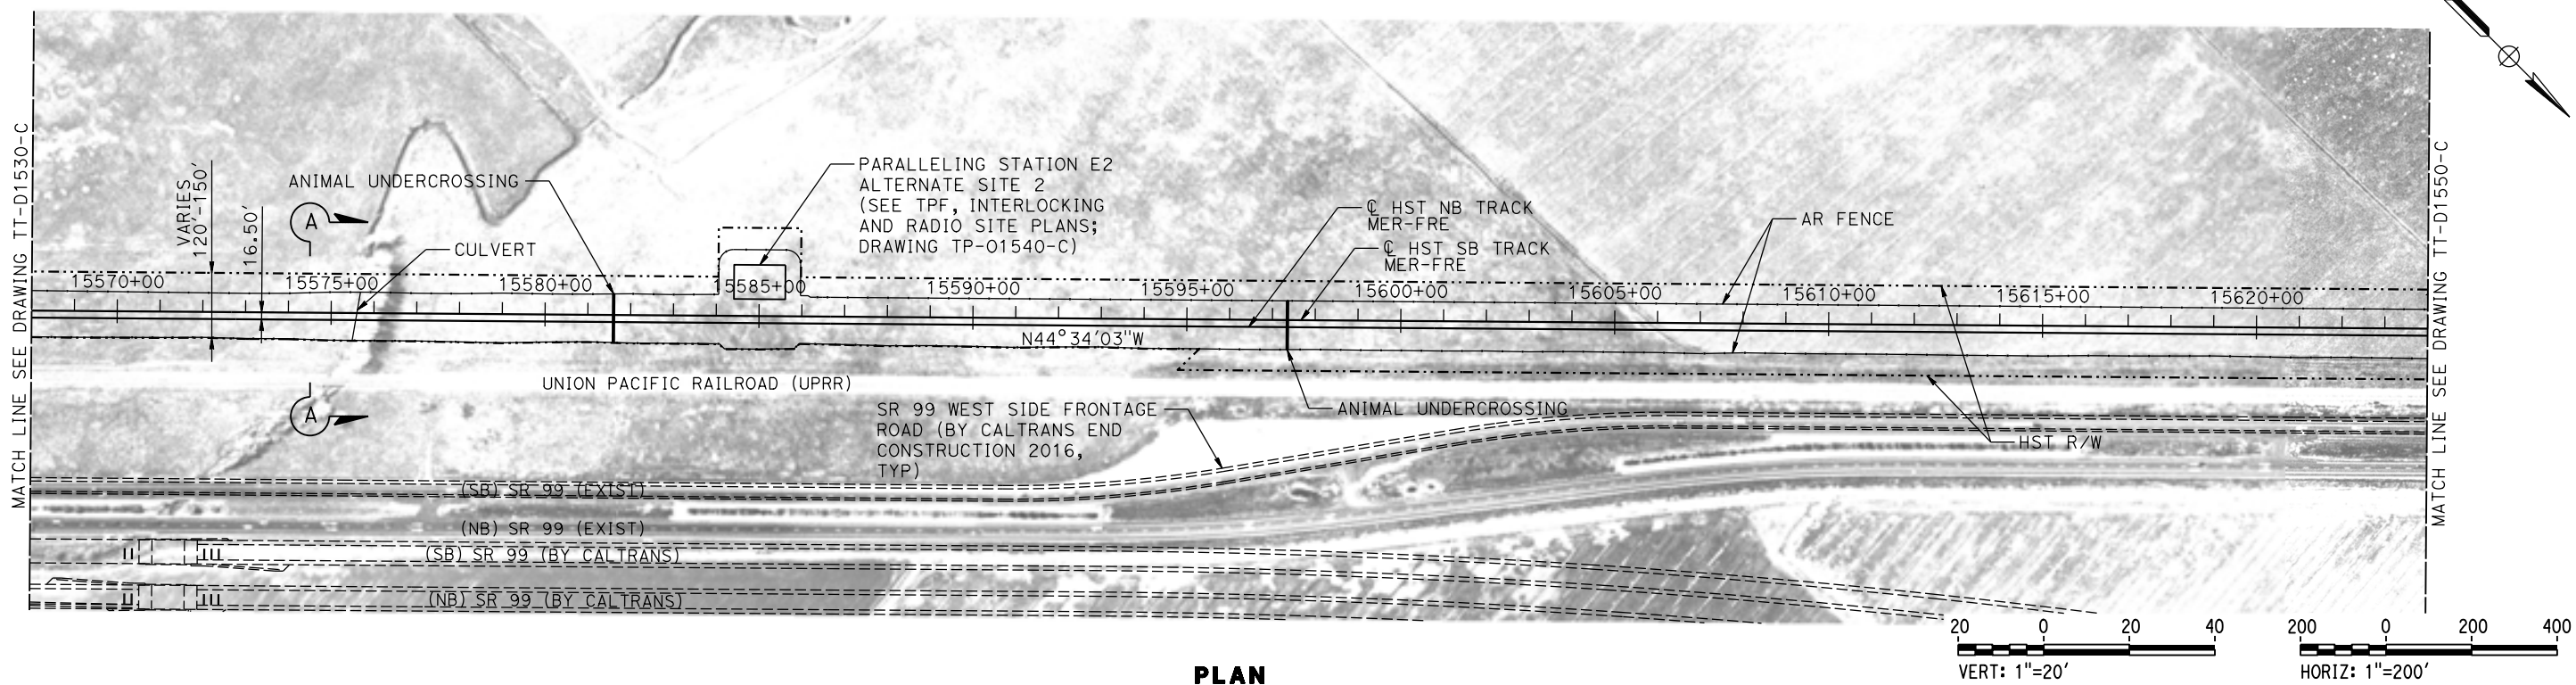 MATCH LINE SEE DRAWING TT-D1530-C
VARIES
120'-150'
16.50'
ANIMAL UNDERCROSSING
A
CULVERT
PARALLELING STATION E2
ALTERNATE SITE 2
(SEE TPF, INTERLOCKING
AND RADIO SITE PLANS;
DRAWING TP-01540-C)
℄ HST NB TRACK
MER-FRE
℄ HST SB TRACK
MER-FRE
AR FENCE
15570+00
15575+00
15580+00
15585+00
15590+00
15595+00
15600+00
15605+00
15610+00
15615+00
15620+00
N44°34'03"W
UNION PACIFIC RAILROAD (UPRR)
A
SR 99 WEST SIDE FRONTAGE
ROAD (BY CALTRANS END
CONSTRUCTION 2016,
TYP)
ANIMAL UNDERCROSSING
HST R/W
(SB) SR 99 (EXIST)
(NB) SR 99 (EXIST)
(SB) SR 99 (BY CALTRANS)
(NB) SR 99 (BY CALTRANS)
MATCH LINE SEE DRAWING TT-D1550-C
PLAN
20 0 20 40
VERT: 1"=20'
200 0 200 400
HORIZ: 1"=200'